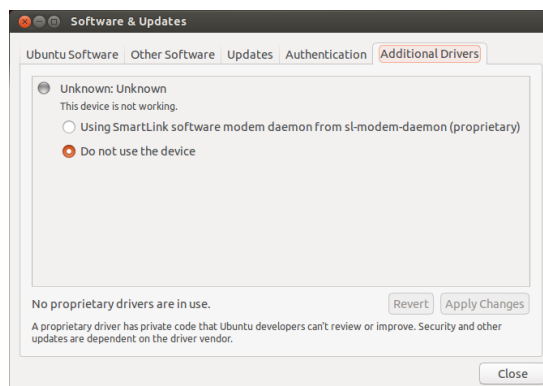 Software & Updates
Ubuntu Software Other Software Updates Authentication Additional Drivers
Unknown: Unknown
This device is not working.
Using SmartLink software modem daemon from sl-modem-daemon (proprietary)
Do not use the device
No proprietary drivers are in use. Revert Apply Changes
A proprietary driver has private code that Ubuntu developers can't review or improve. Security and other
updates are dependent on the driver vendor.
Close